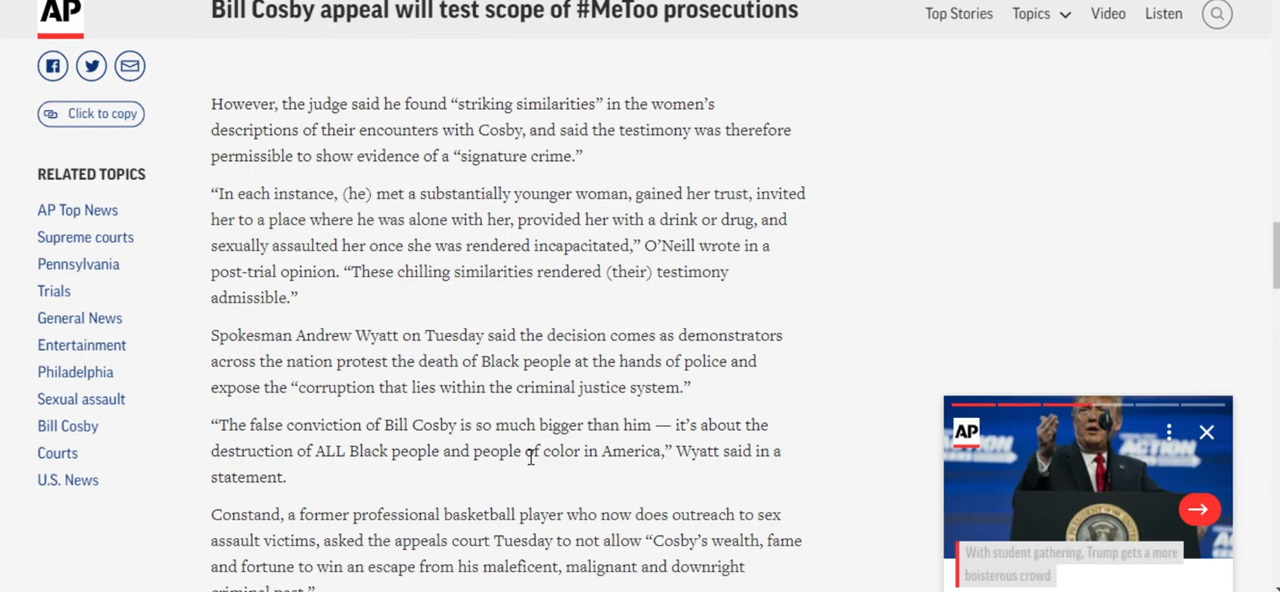 AP
Bill Cosby appeal will test scope of #MeToo prosecutions
Top Stories Topics Video Listen
Click to copy
RELATED TOPICS
AP Top News
Supreme courts
Pennsylvania
Trials
General News
Entertainment
Philadelphia
Sexual assault
Bill Cosby
Courts
U.S. News
However, the judge said he found “striking similarities” in the women’s
descriptions of their encounters with Cosby, and said the testimony was therefore
permissible to show evidence of a “signature crime.”
“In each instance, (he) met a substantially younger woman, gained her trust, invited
her to a place where he was alone with her, provided her with a drink or drug, and
sexually assaulted her once she was rendered incapacitated,” O’Neill wrote in a
post-trial opinion. “These chilling similarities rendered (their) testimony
admissible.”
Spokesman Andrew Wyatt on Tuesday said the decision comes as demonstrators
across the nation protest the death of Black people at the hands of police and
expose the “corruption that lies within the criminal justice system.”
“The false conviction of Bill Cosby is so much bigger than him — it’s about the
destruction of ALL Black people and people of color in America,” Wyatt said in a
statement.
Constand, a former professional basketball player who now does outreach to sex
assault victims, asked the appeals court Tuesday to not allow “Cosby’s wealth, fame
and fortune to win an escape from his maleficent, malignant and downright
criminal past.”
AP
ACTION
With student gathering, Trump gets a more
boisterous crowd